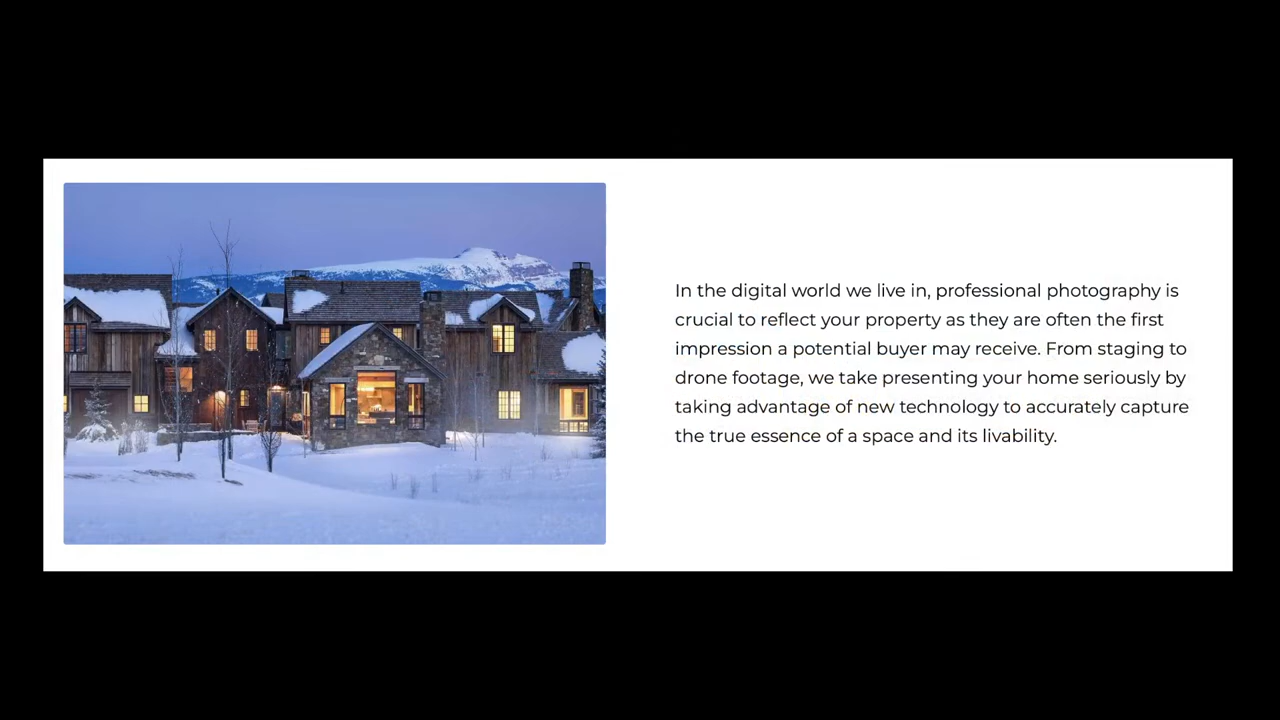 In the digital world we live in, professional photography is
crucial to reflect your property as they are often the first
impression a potential buyer may receive. From staging to
drone footage, we take presenting your home seriously by
taking advantage of new technology to accurately capture
the true essence of a space and its livability.